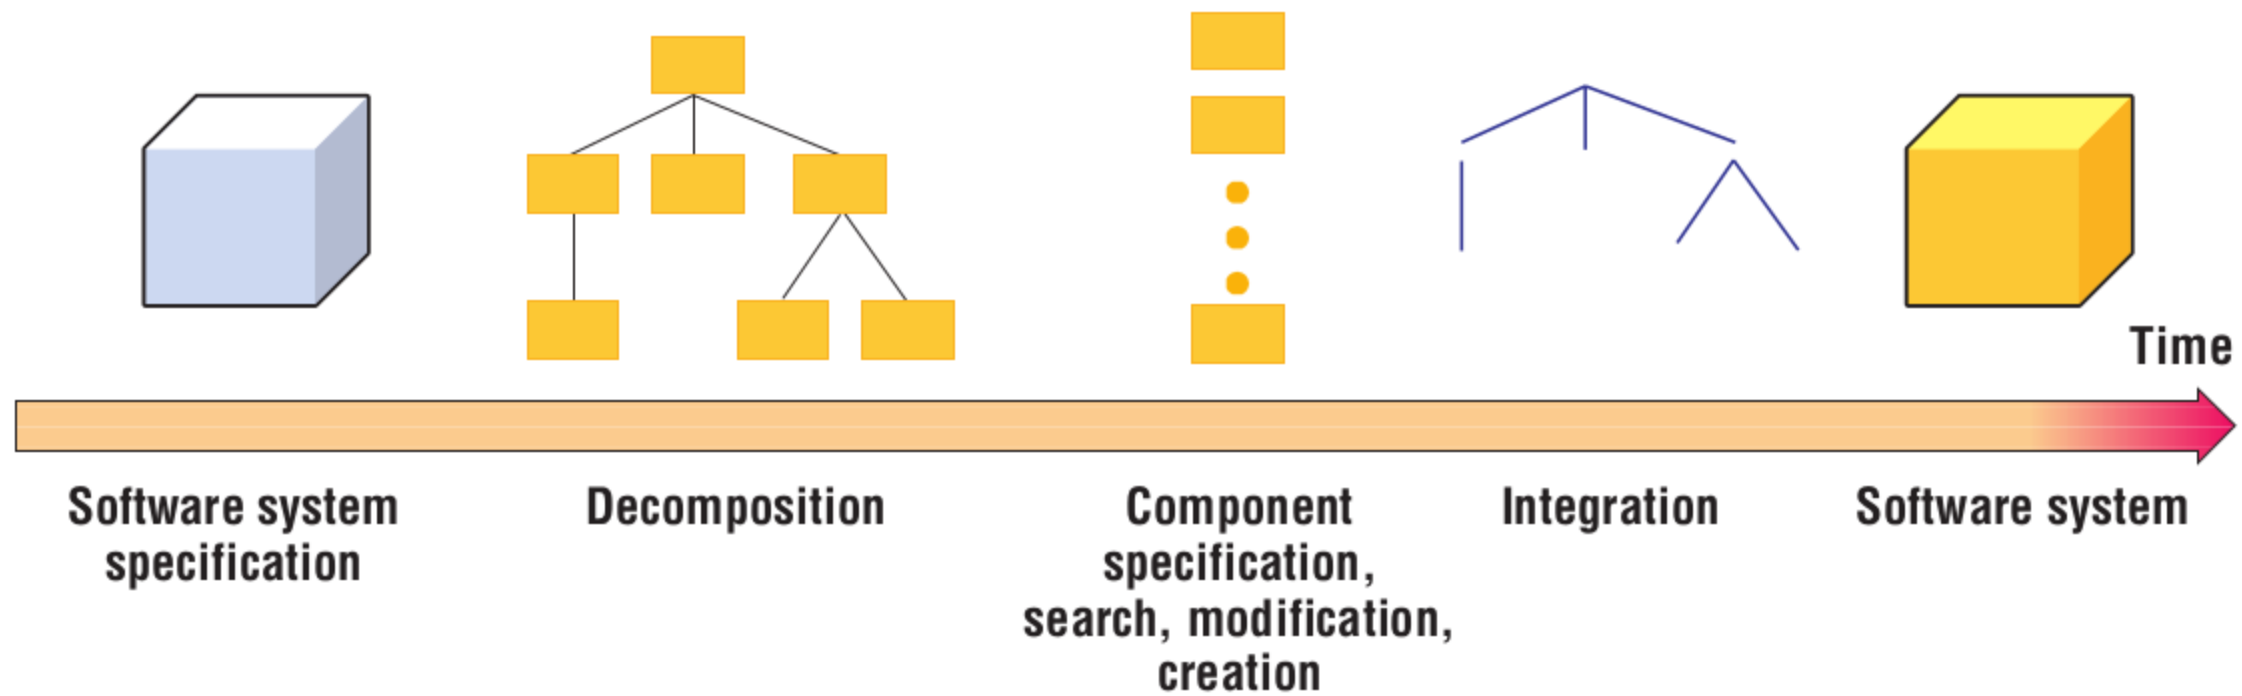 Time
Software system
specification
Decomposition
Component
specification,
search, modification,
creation
Integration
Software system